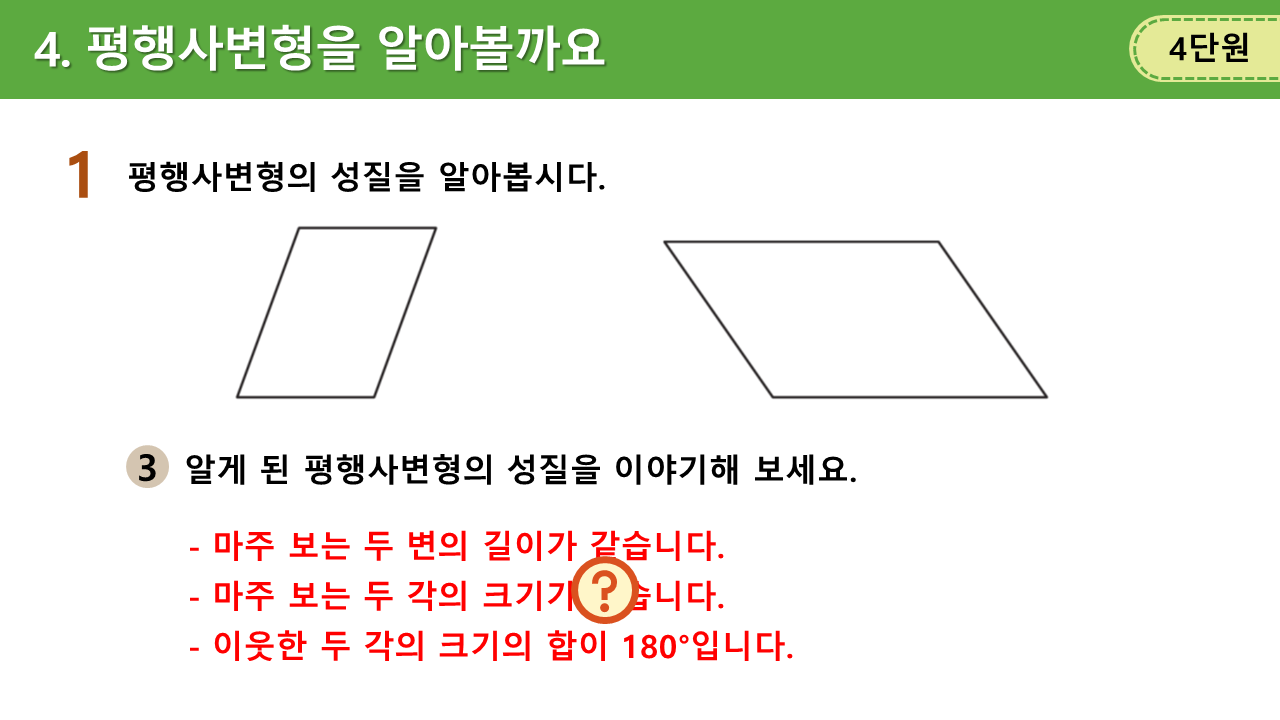 4. 평행사변형을 알아볼까요
4단원
1 평행사변형의 성질을 알아봅시다.
3 알게 된 평행사변형의 성질을 이야기해 보세요.
- 마주 보는 두 변의 길이가 같습니다.
- 마주 보는 두 각의 크기가 ? 습니다.
- 이웃한 두 각의 크기의 합이 180°입니다.